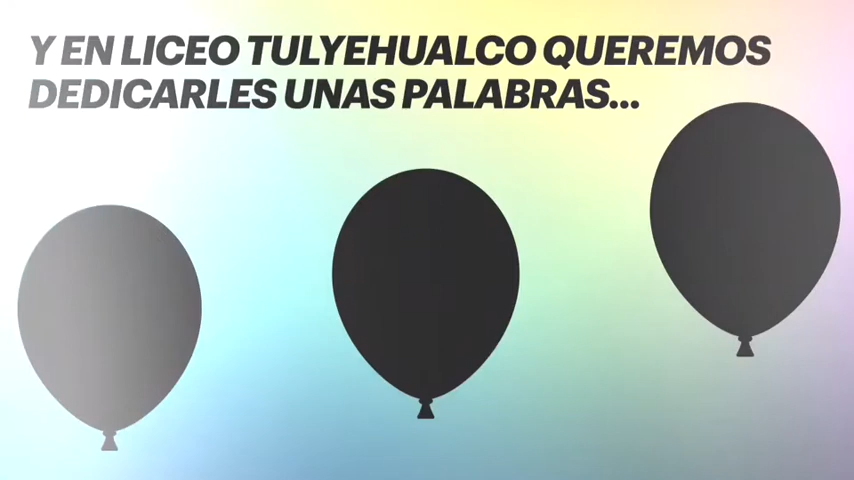 Y EN LICEO TULYEHUALCO QUEREMOS
DEDICARLES UNAS PALABRAS...